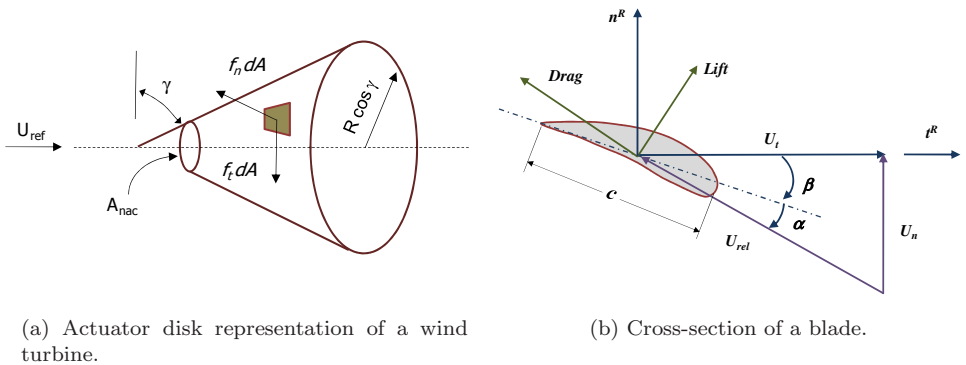 U_ref
γ
f_n dA
R cos γ
f_t dA
A_nac
(a) Actuator disk representation of a wind
turbine.
n^R
Drag
Lift
U_t
t^R
β
c
α
U_rel
U_n
(b) Cross-section of a blade.